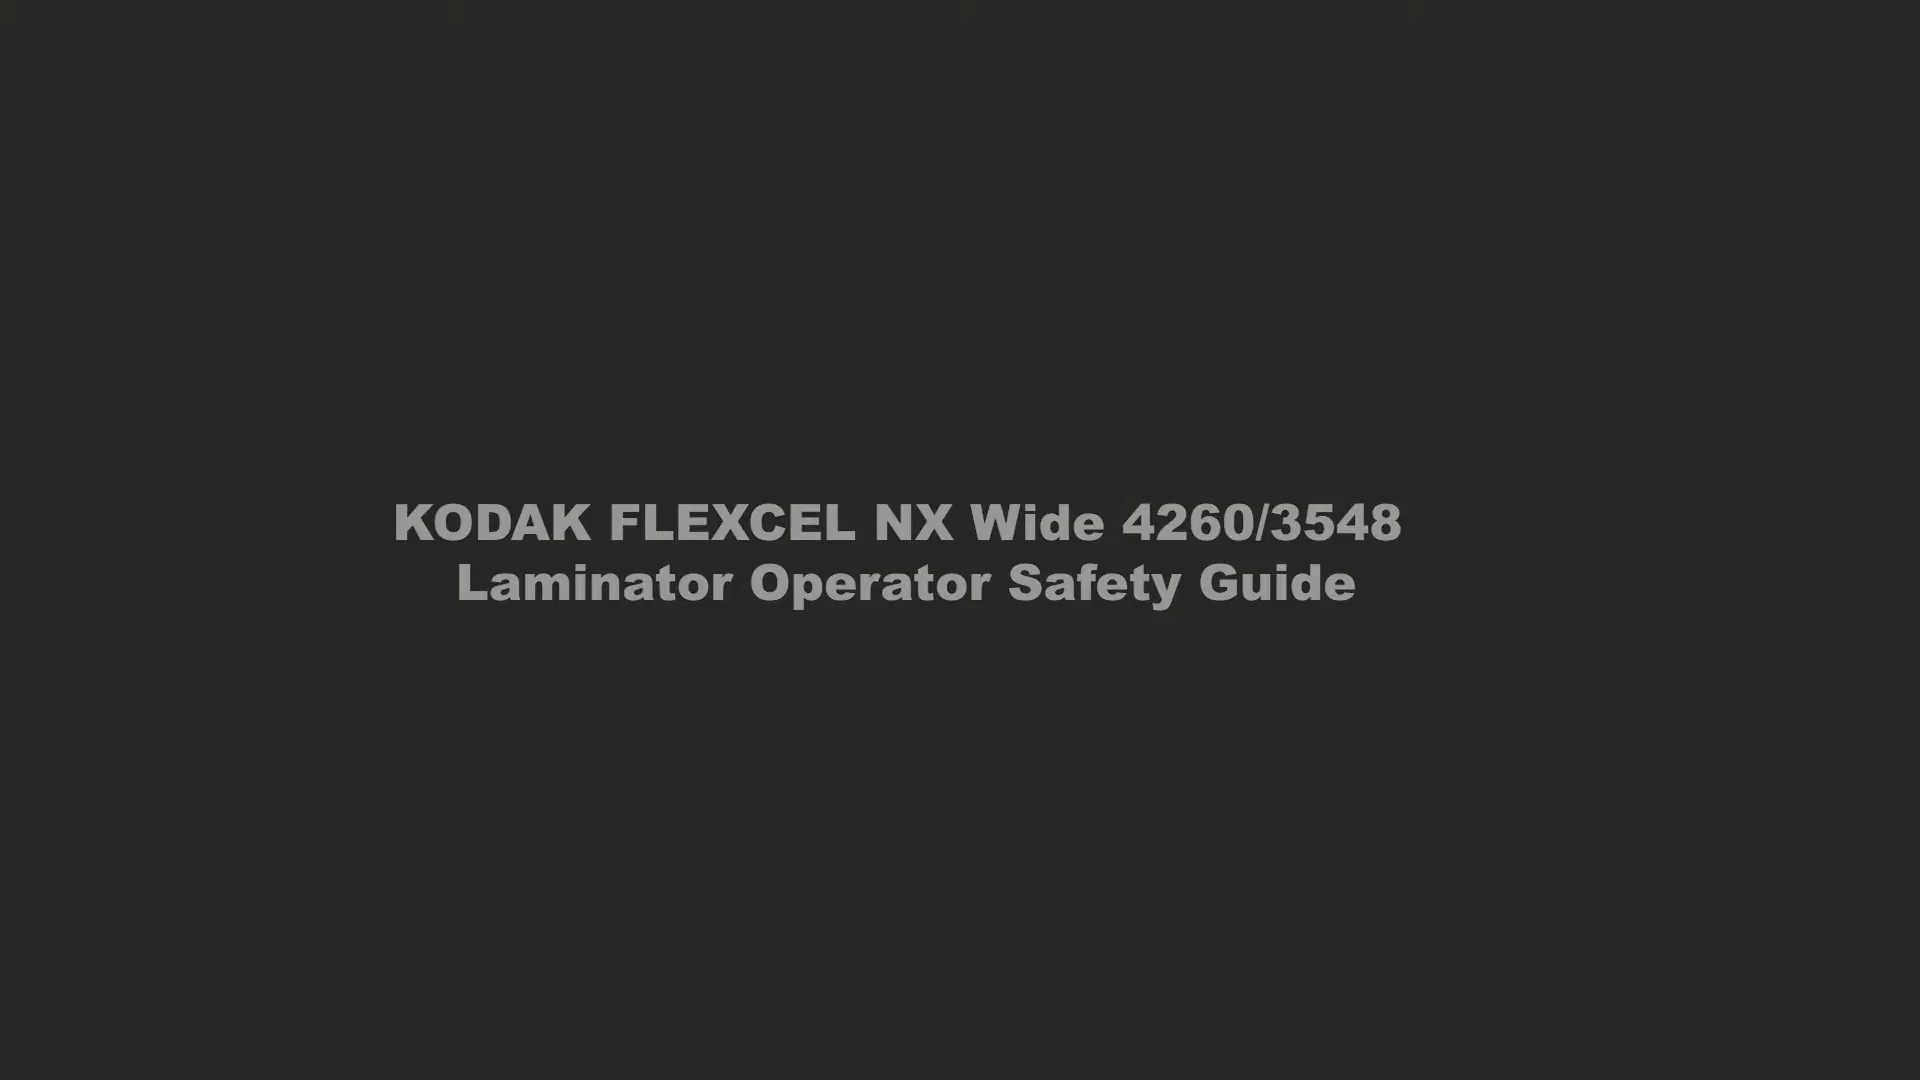 KODAK FLEXCEL NX Wide 4260/3548
Laminator Operator Safety Guide